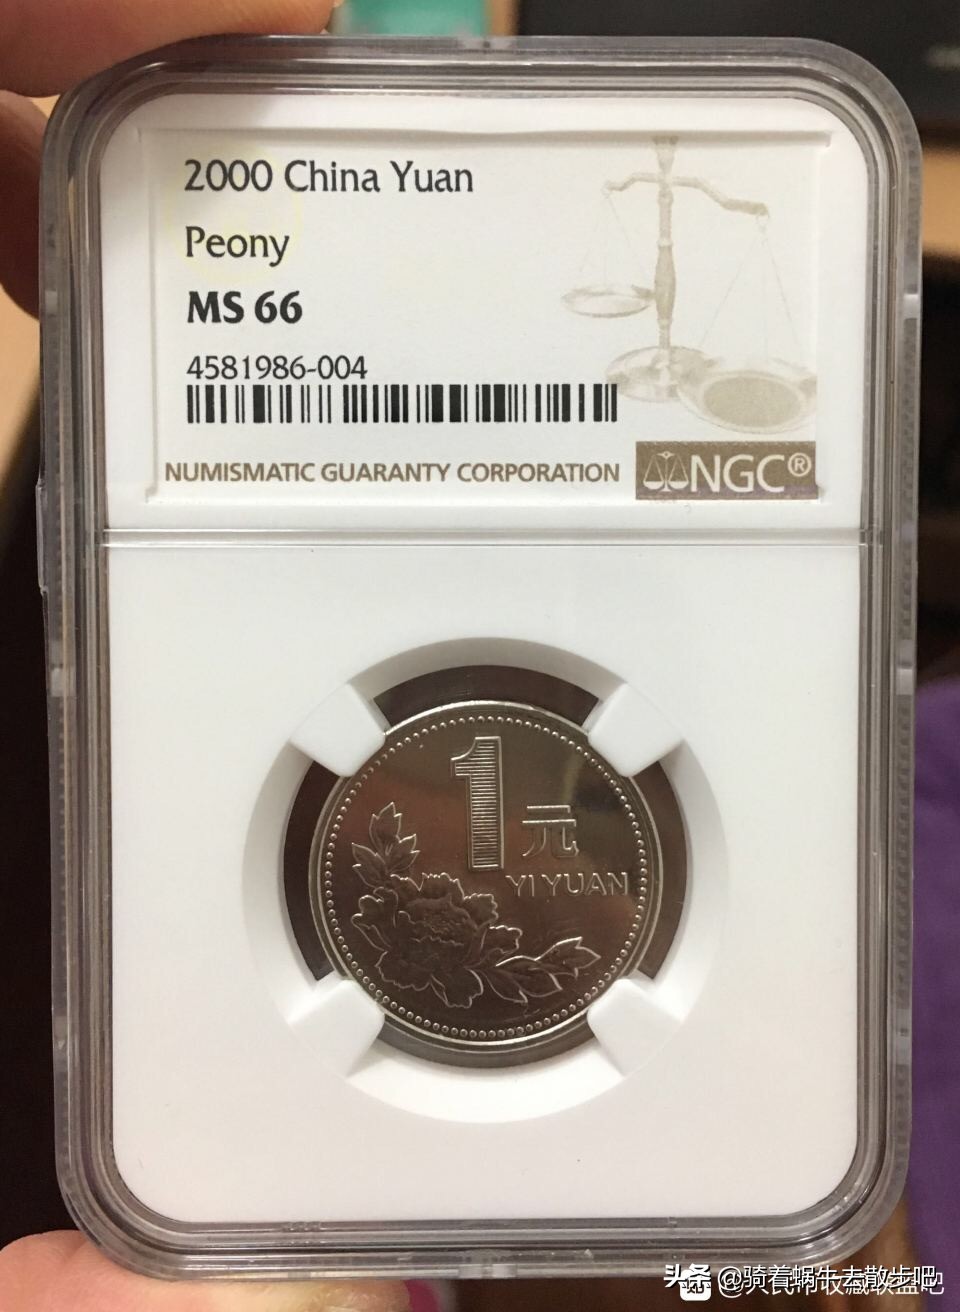 2000 China Yuan
Peony
MS 66
4581986-004
NUMISMATIC GUARANTY CORPORATION
NGC®
1元
YI YUAN
头条 @骑着蜗牛去散步吧